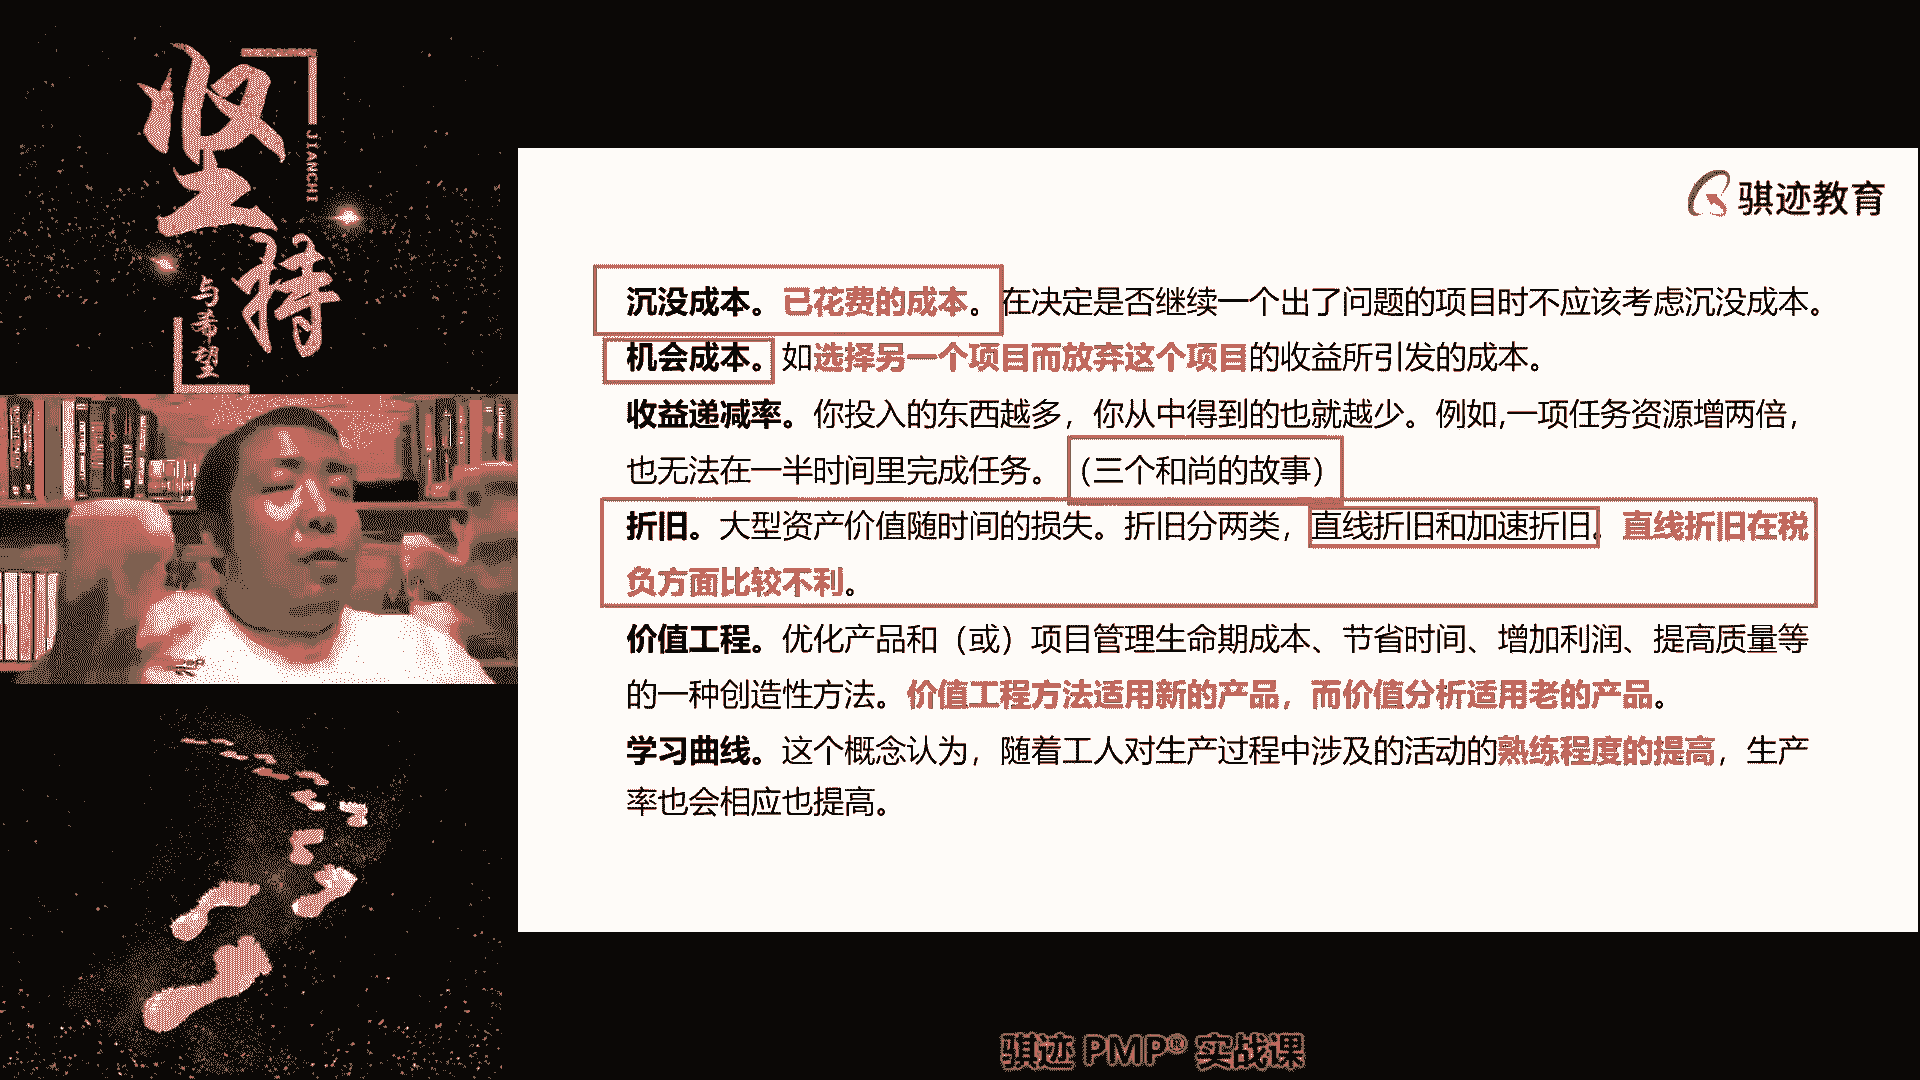 坚持
JIANCHI
与希望
骐迹教育
沉没成本。已花费的成本。在决定是否继续一个出了问题的项目时不应该考虑沉没成本。
机会成本。如选择另一个项目而放弃这个项目的收益所引发的成本。
收益递减率。你投入的东西越多，你从中得到的也就越少。例如,一项任务资源增两倍，
也无法在一半时间里完成任务。（三个和尚的故事）
折旧。大型资产价值随时间的损失。折旧分两类，直线折旧和加速折旧。直线折旧在税
负方面比较不利。
价值工程。优化产品和（或）项目管理生命期成本、节省时间、增加利润、提高质量等
的一种创造性方法。价值工程方法适用新的产品，而价值分析适用老的产品。
学习曲线。这个概念认为，随着工人对生产过程中涉及的活动的熟练程度的提高，生产
率也会相应也提高。
骐迹 PMP® 实战课